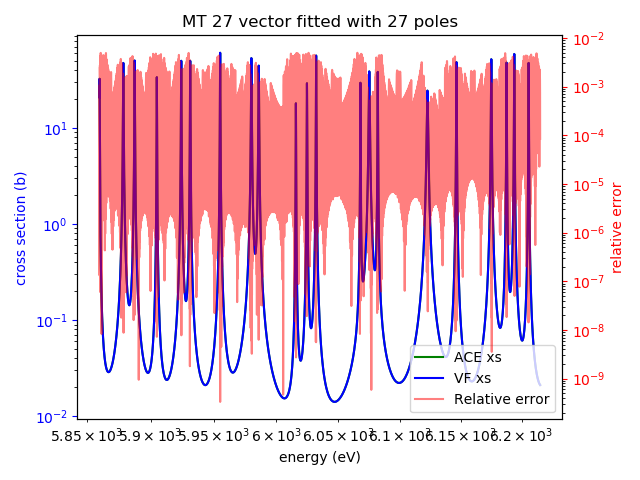 MT 27 vector fitted with 27 poles
10⁻²
10⁻³
10¹
10⁻⁴
10⁻⁵
10⁰
10⁻⁶
10⁻⁷
10⁻¹
10⁻⁸
10⁻⁹
10⁻²
cross section (b)
relative error
ACE xs
VF xs
Relative error
5.85 × 10³ 5.9 × 10³ 5.95 × 10³ 6 × 10³ 6.05 × 10³ 6.1 × 10³ 6.15 × 10³ 6.2 × 10³
energy (eV)